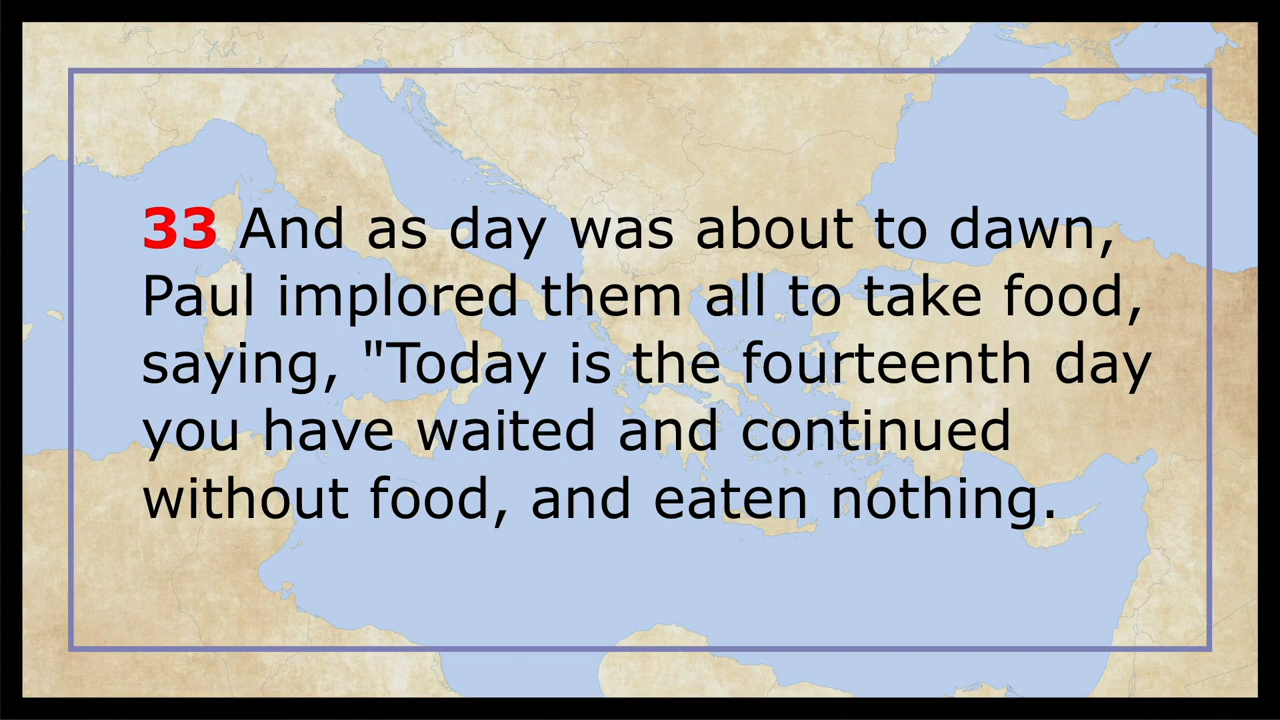 33 And as day was about to dawn,
Paul implored them all to take food,
saying, "Today is the fourteenth day
you have waited and continued
without food, and eaten nothing.